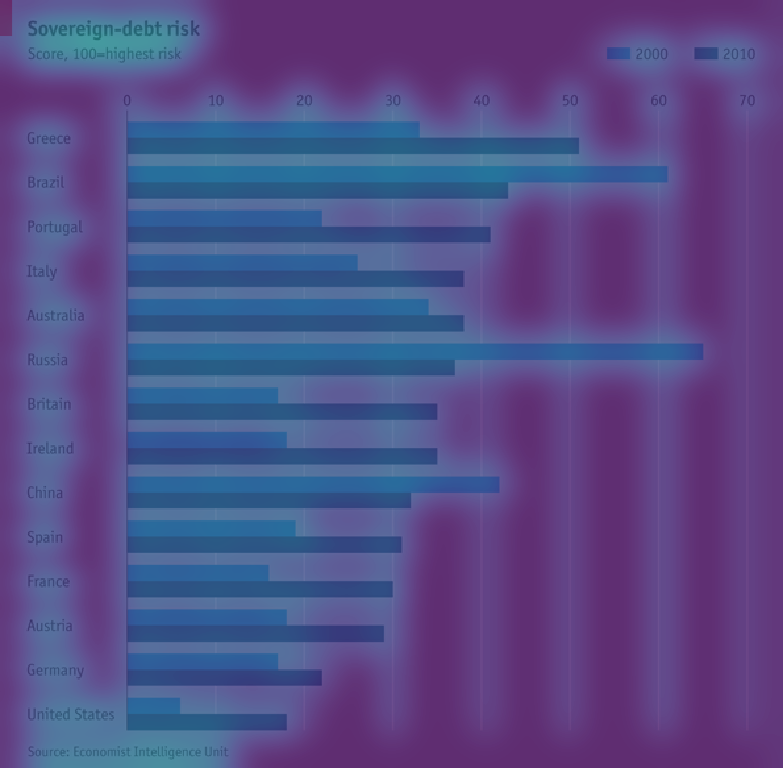 Sovereign-debt risk
Score, 100=highest risk
2000 2010
0 10 20 30 40 50 60 70
Greece
Brazil
Portugal
Italy
Australia
Russia
Britain
Ireland
China
Spain
France
Austria
Germany
United States
Source: Economist Intelligence Unit